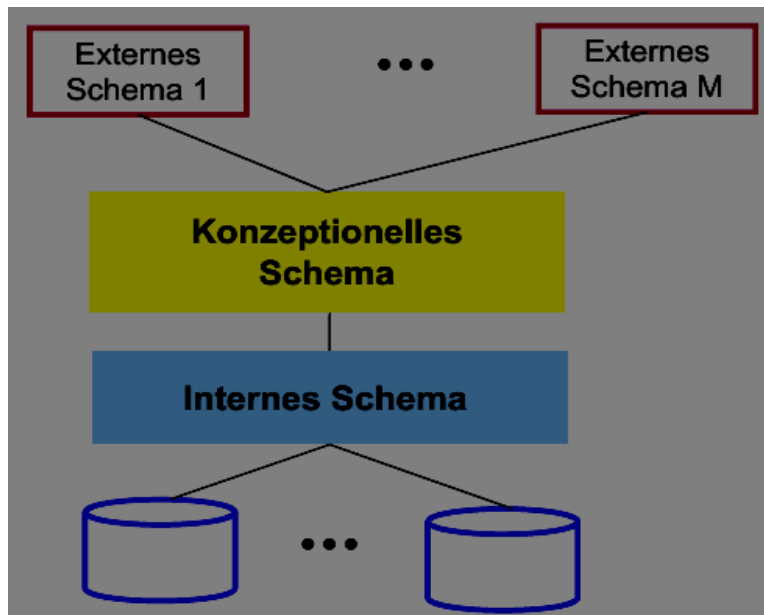 Externes
Schema 1
•••
Externes
Schema M
Konzeptionelles
Schema
Internes Schema
•••